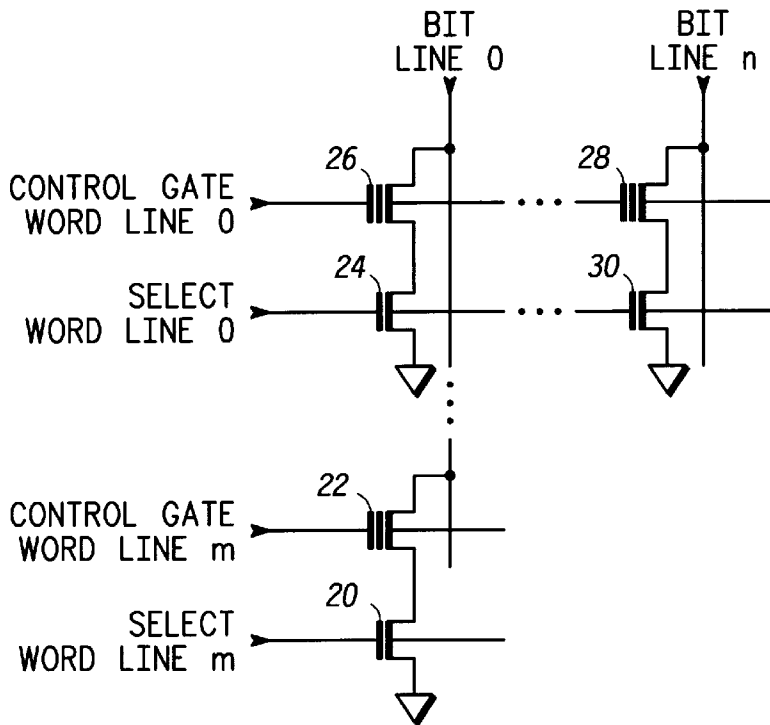 BIT
LINE 0
BIT
LINE n
26
28
CONTROL GATE
WORD LINE 0
24
30
SELECT
WORD LINE 0
22
CONTROL GATE
WORD LINE m
20
SELECT
WORD LINE m